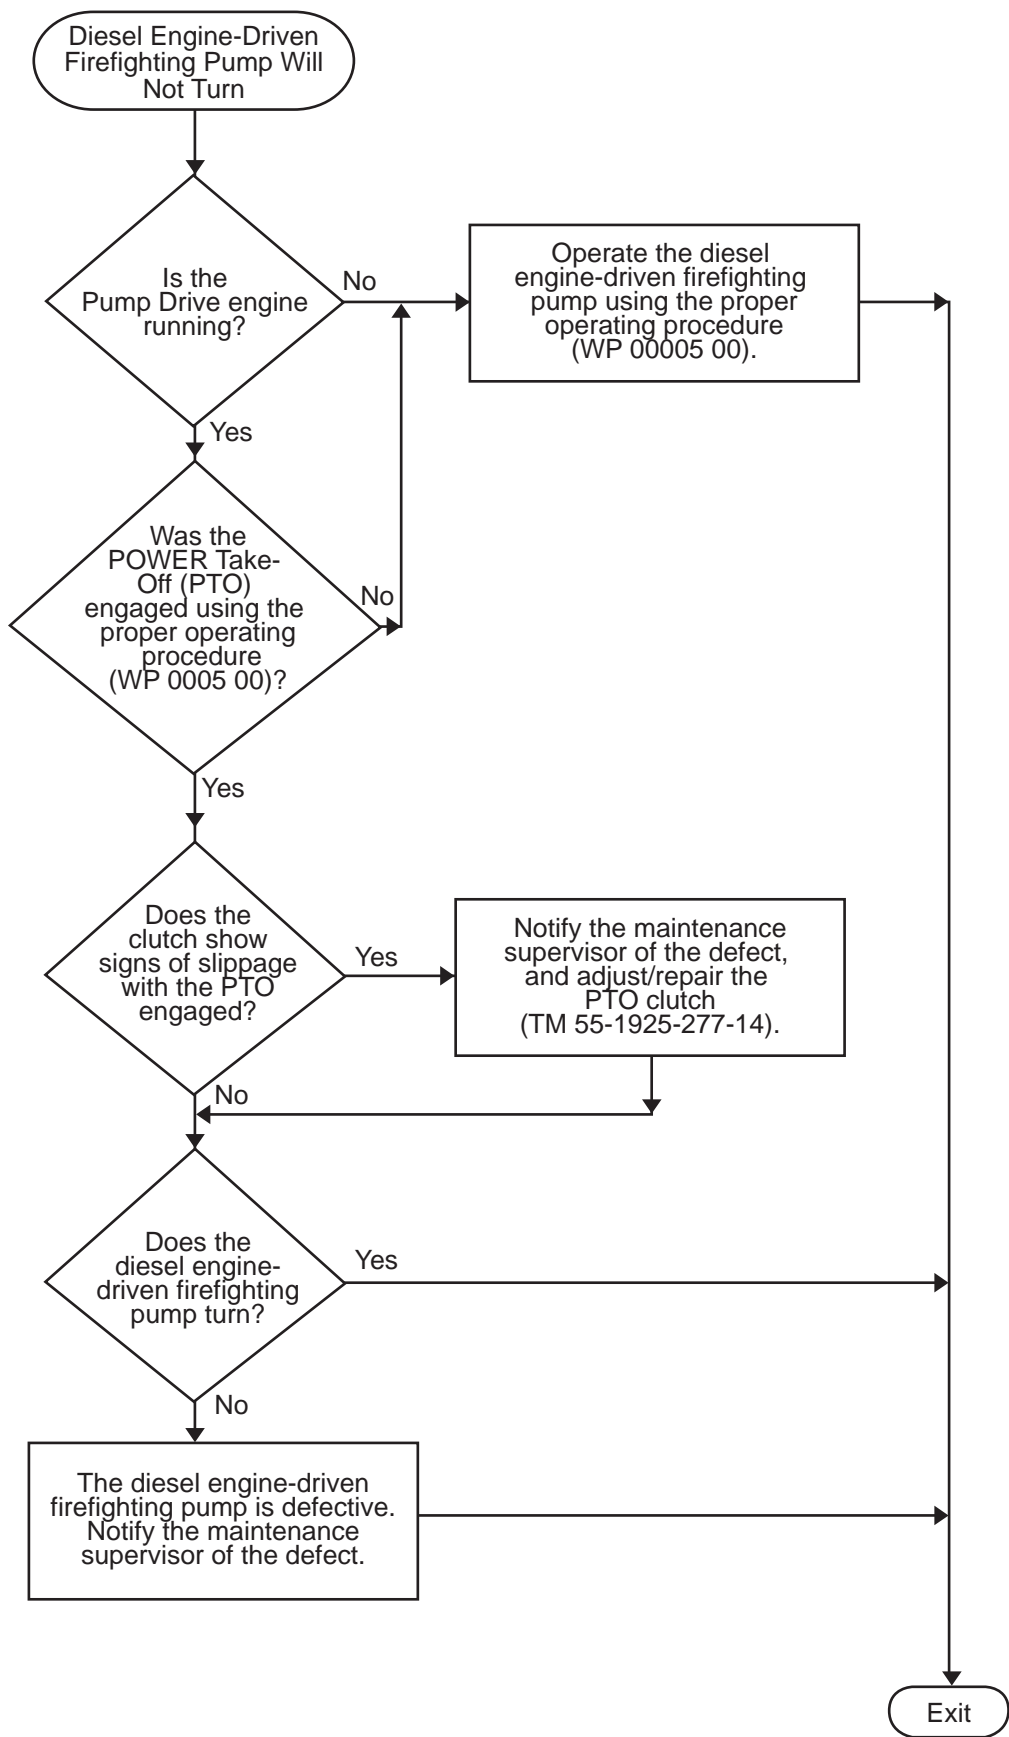 Diesel Engine-Driven
Firefighting Pump Will
Not Turn
Is the
Pump Drive engine
running?
No
Operate the diesel
engine-driven firefighting
pump using the proper
operating procedure
(WP 00005 00).
Yes
Was the
POWER Take-
Off (PTO)
engaged using the
proper operating
procedure
(WP 0005 00)?
No
Yes
Does the
clutch show
signs of slippage
with the PTO
engaged?
Yes
Notify the maintenance
supervisor of the defect,
and adjust/repair the
PTO clutch
(TM 55-1925-277-14).
No
Does the
diesel engine-
driven firefighting
pump turn?
Yes
No
The diesel engine-driven
firefighting pump is defective.
Notify the maintenance
supervisor of the defect.
Exit